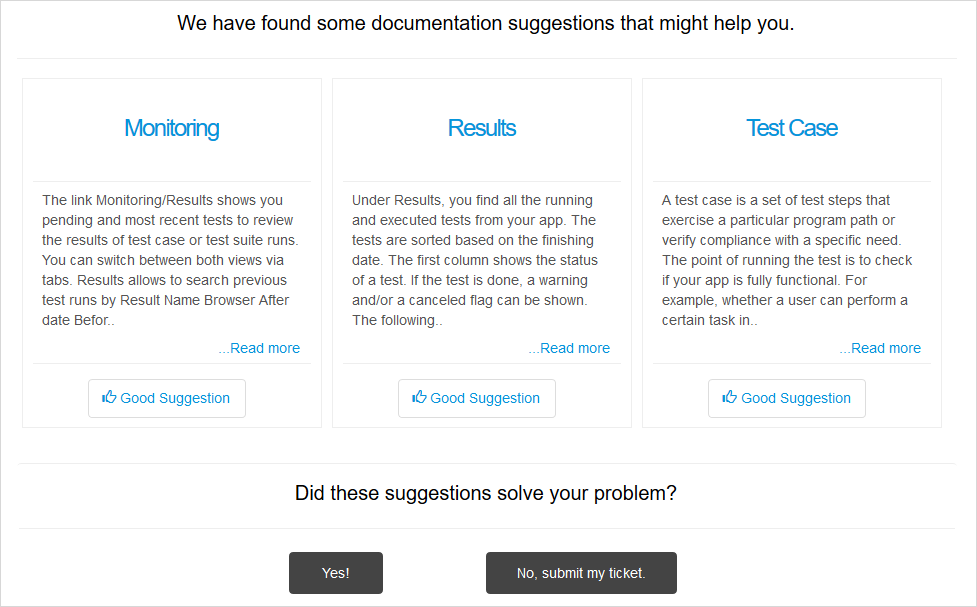 We have found some documentation suggestions that might help you.
Monitoring
The link Monitoring/Results shows you
pending and most recent tests to review
the results of test case or test suite runs.
You can switch between both views via
tabs. Results allows to search previous
test runs by Result Name Browser After
date Befor..
...Read more
Good Suggestion
Results
Under Results, you find all the running
and executed tests from your app. The
tests are sorted based on the finishing
date. The first column shows the status
of a test. If the test is done, a warning
and/or a canceled flag can be shown.
The following..
...Read more
Good Suggestion
Test Case
A test case is a set of test steps that
exercise a particular program path or
verify compliance with a specific need.
The point of running the test is to check
if your app is fully functional. For
example, whether a user can perform a
certain task in..
...Read more
Good Suggestion
Did these suggestions solve your problem?
Yes!
No, submit my ticket.